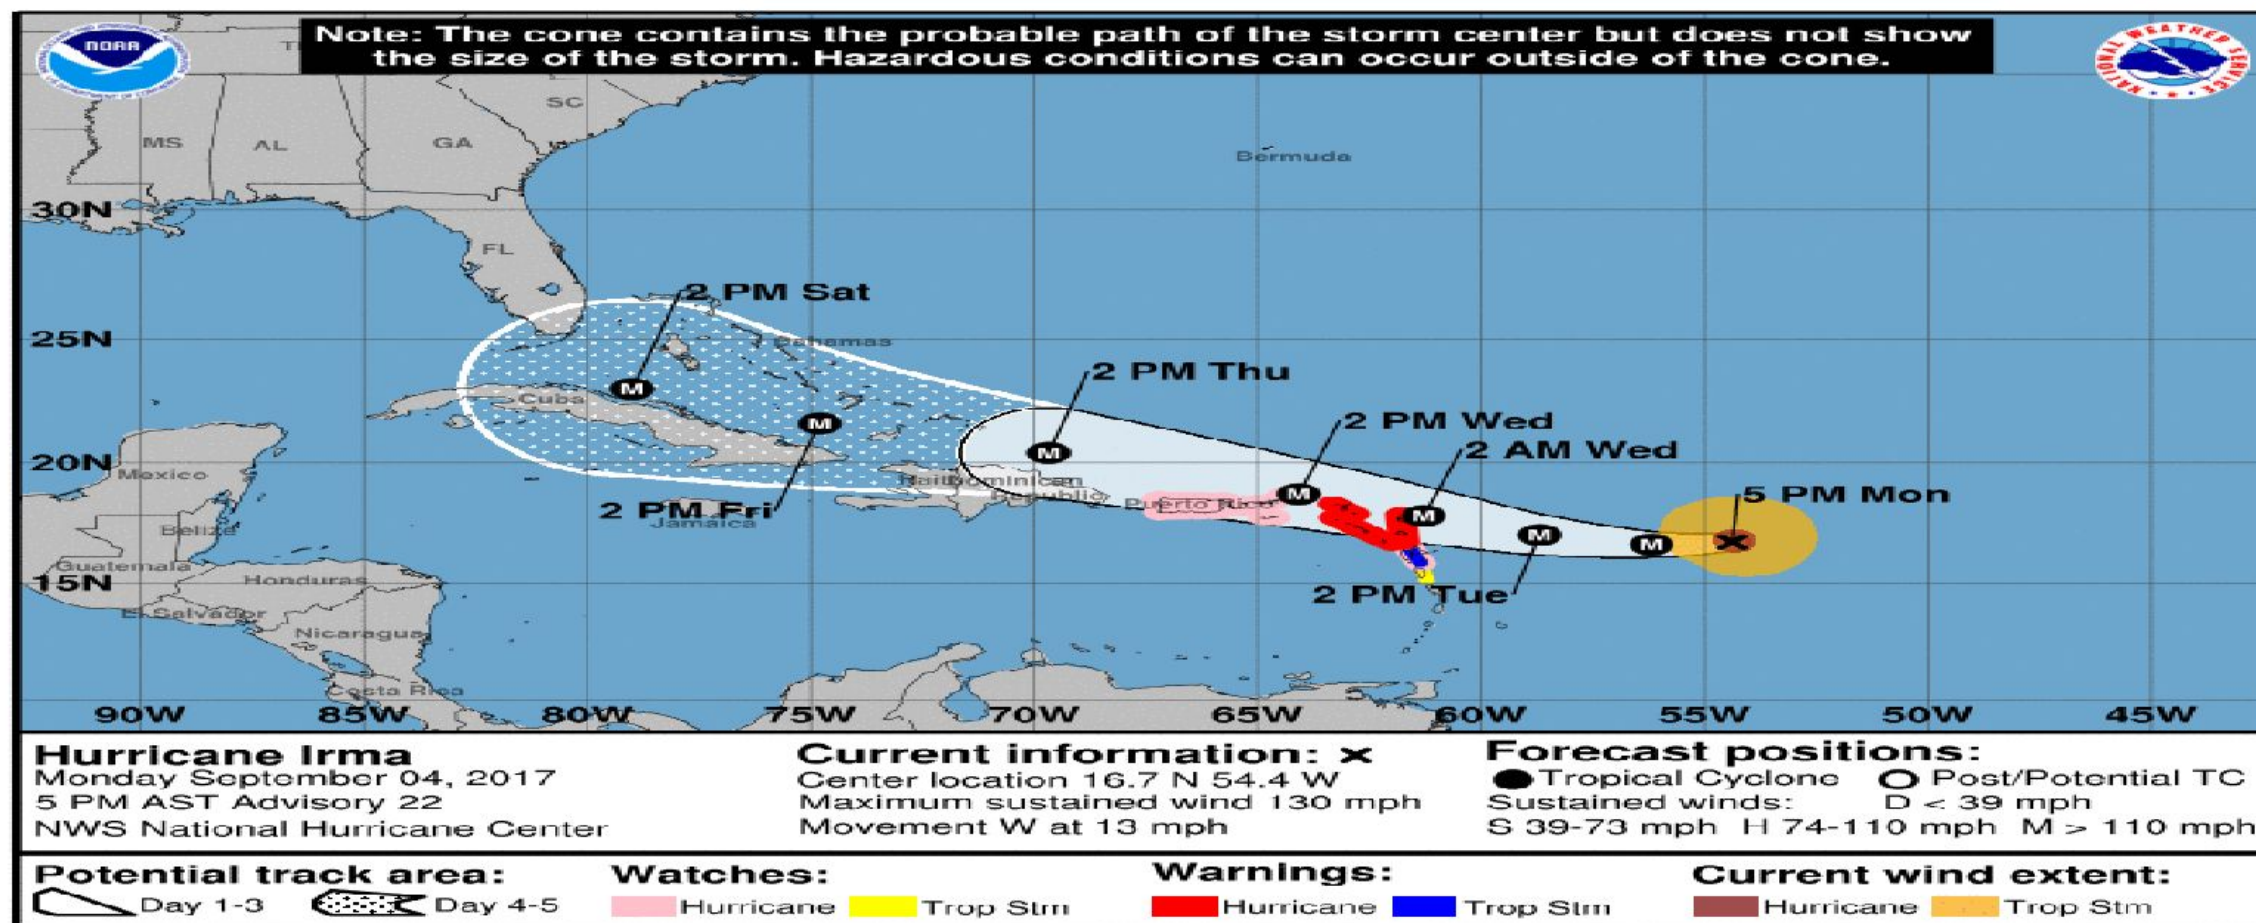 Note: The cone contains the probable path of the storm center but does not show
the size of the storm. Hazardous conditions can occur outside of the cone.
NOAA
NATIONAL WEATHER SERVICE
SC
MS
AL
GA
Bermuda
30N
FL
2 PM Sat
25N
Bahamas
2 PM Thu
M
Cuba
M
2 PM Wed
2 AM Wed
M
20N
Mexico
Haiti
Dominican
Republic
5 PM Mon
M
Puerto Rico
2 PM Fri
Jamaica
M
Belize
M
M
Guatemala
15N
Honduras
2 PM Tue
El Salvador
Nicaragua
Costa Rica
90W 85W 80W 75W 70W 65W 60W 55W 50W 45W
Hurricane Irma
Monday September 04, 2017
5 PM AST Advisory 22
NWS National Hurricane Center
Current information: x
Center location 16.7 N 54.4 W
Maximum sustained wind 130 mph
Movement W at 13 mph
Forecast positions:
Tropical Cyclone Post/Potential TC
Sustained winds: D < 39 mph
S 39-73 mph H 74-110 mph M > 110 mph
Potential track area:
Day 1-3 Day 4-5
Watches:
Hurricane Trop Stm
Warnings:
Hurricane Trop Stm
Current wind extent:
Hurricane Trop Stm